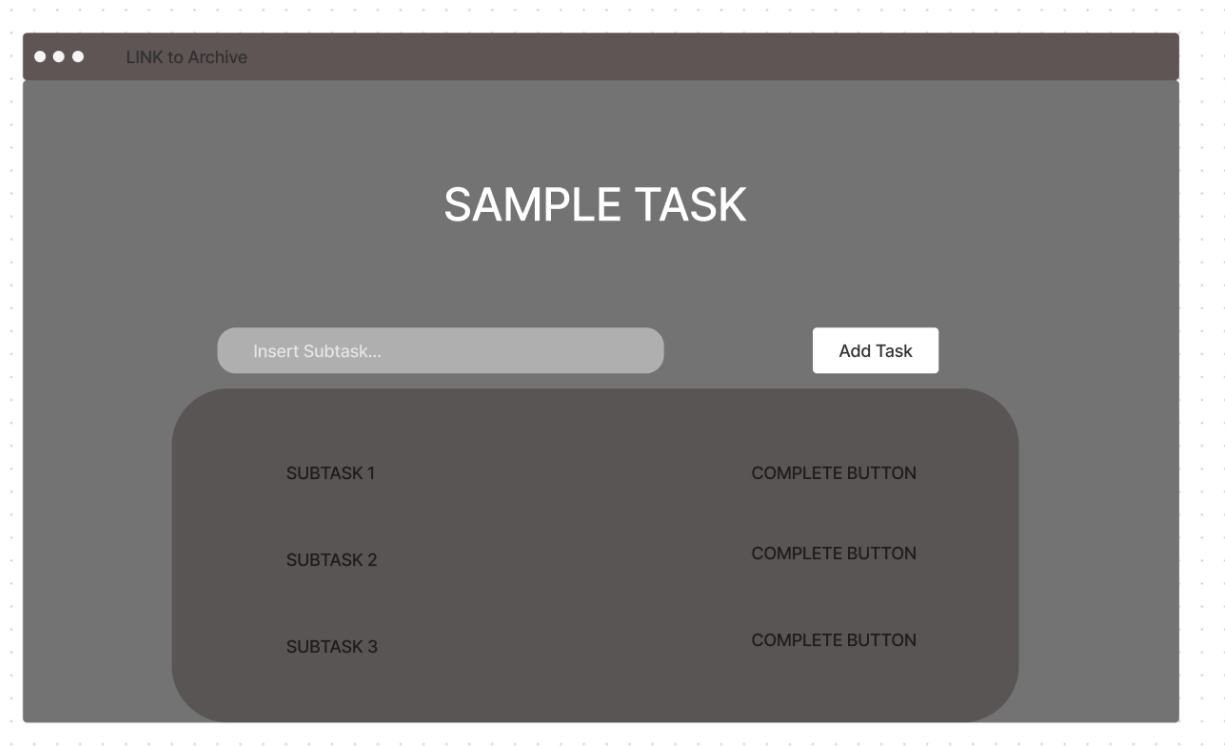 LINK to Archive
SAMPLE TASK
Insert Subtask...
Add Task
SUBTASK 1
COMPLETE BUTTON
SUBTASK 2
COMPLETE BUTTON
SUBTASK 3
COMPLETE BUTTON